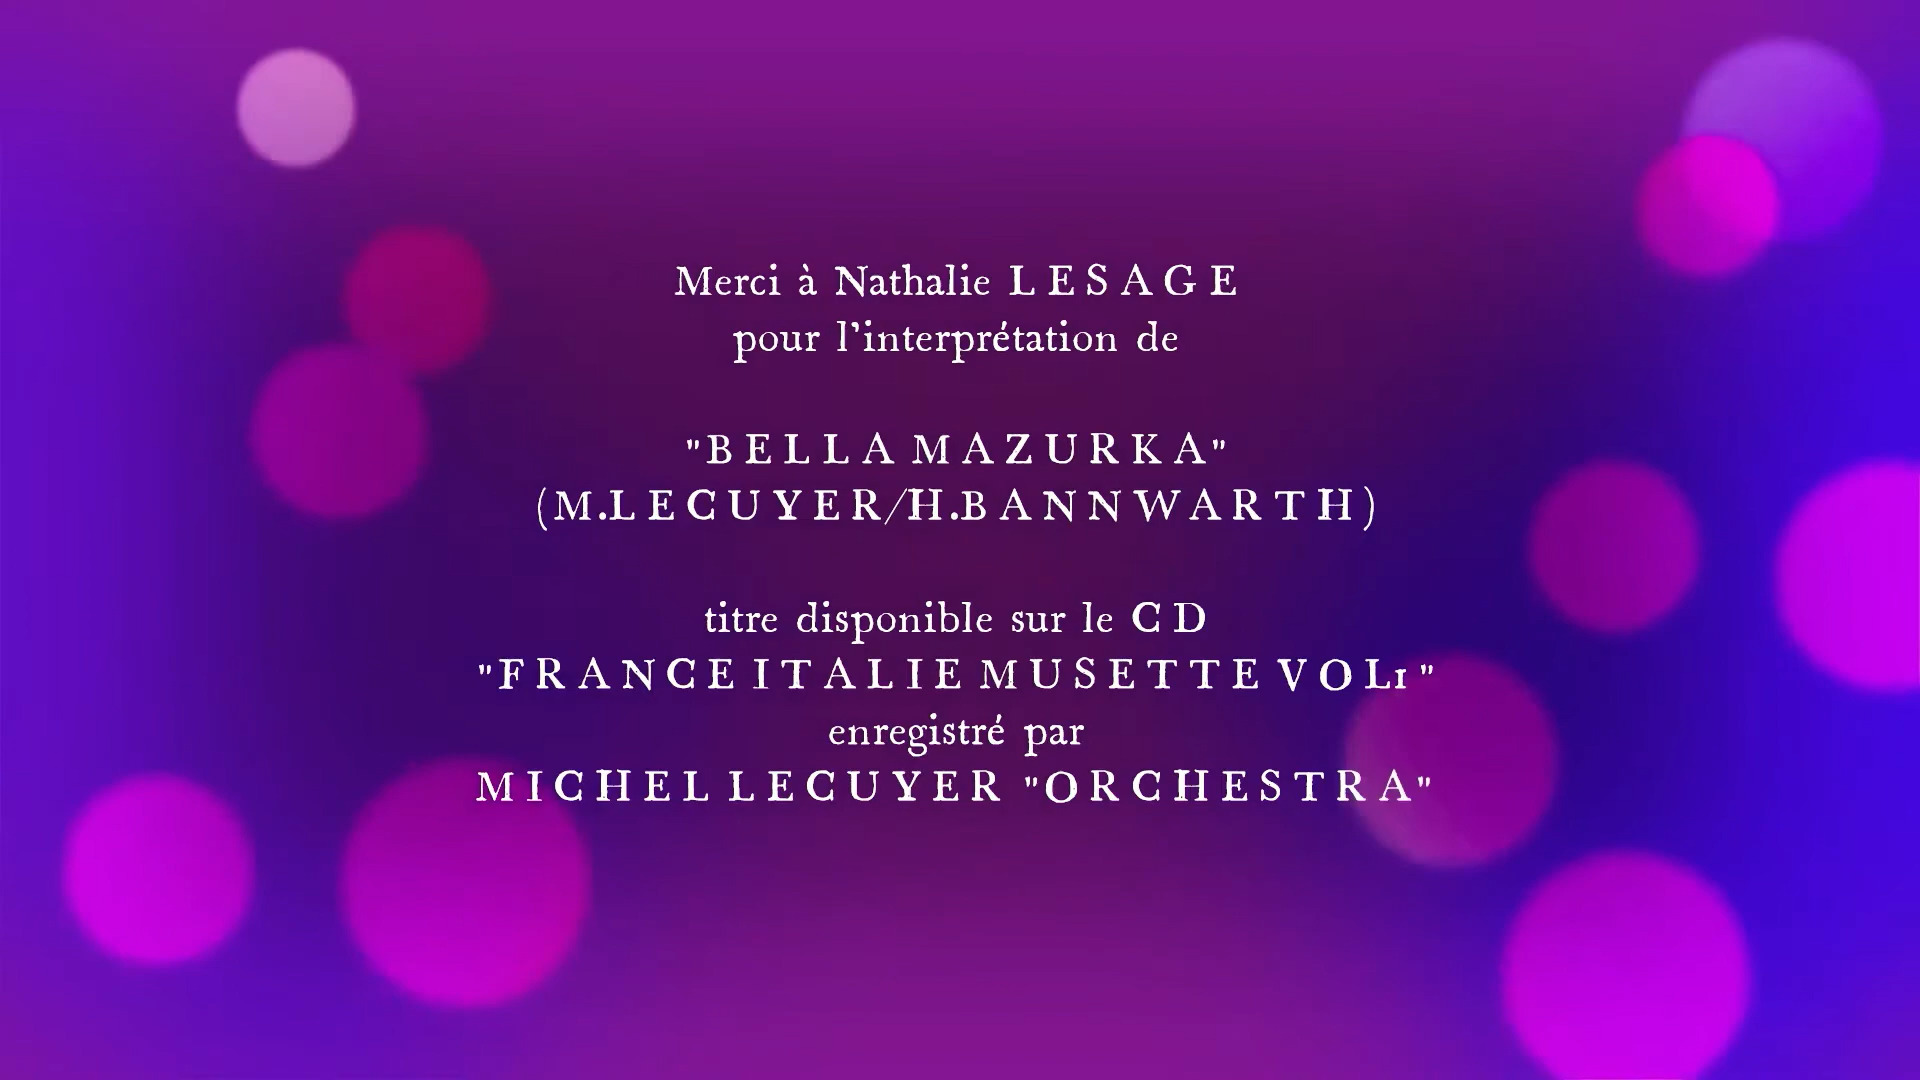 Merci à Nathalie LESAGE
pour l'interprétation de
"BELLA MAZURKA"
(M.LECUYER/H.BANNWARTH)
titre disponible sur le CD
"FRANCE ITALIE MUSETTE VOL1"
enregistré par
MICHEL LECUYER "ORCHESTRA"